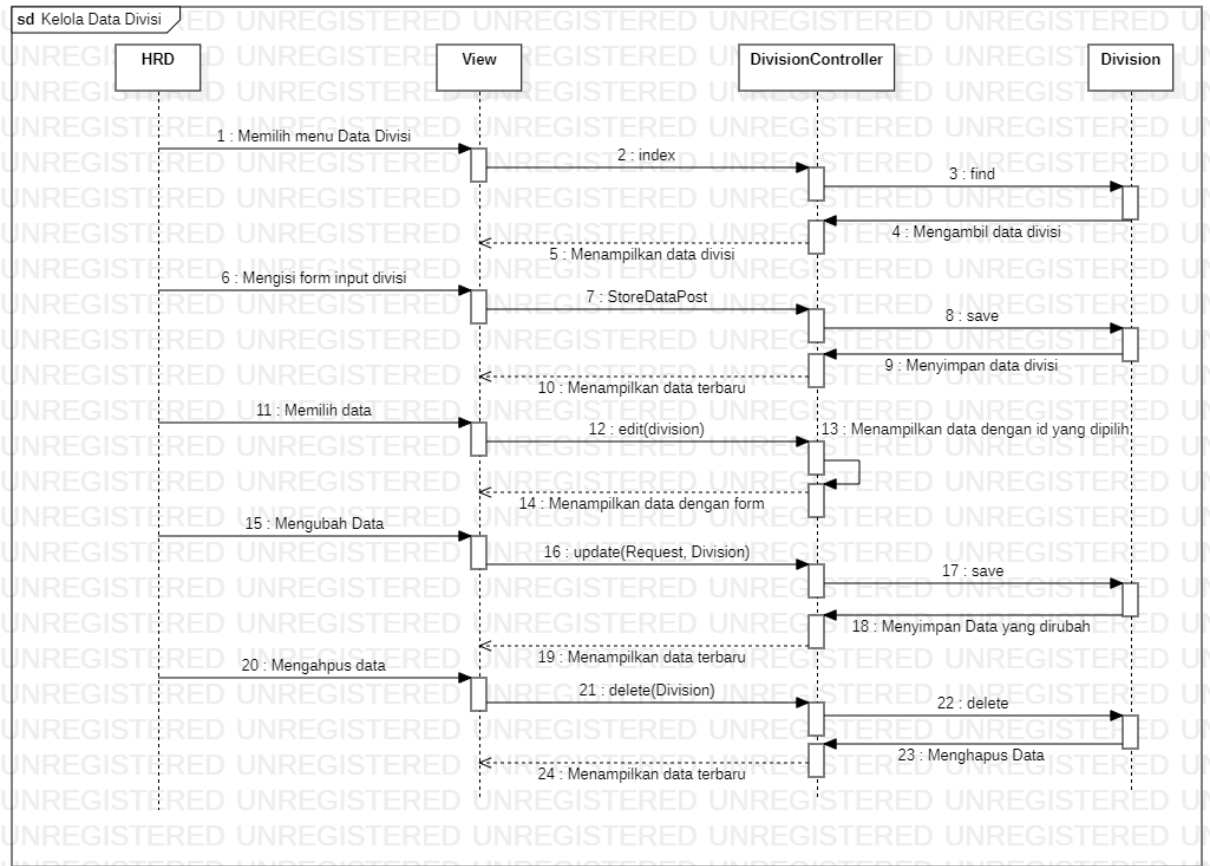 sd Kelola Data Divisi
HRD
View
DivisionController
Division
1 : Memilih menu Data Divisi
2 : index
3 : find
4 : Mengambil data divisi
5 : Menampilkan data divisi
6 : Mengisi form input divisi
7 : StoreDataPost
8 : save
9 : Menyimpan data divisi
10 : Menampilkan data terbaru
11 : Memilih data
12 : edit(division)
13 : Menampilkan data dengan id yang dipilih
14 : Menampilkan data dengan form
15 : Mengubah Data
16 : update(Request, Division)
17 : save
18 : Menyimpan Data yang dirubah
19 : Menampilkan data terbaru
20 : Mengahpus data
21 : delete(Division)
22 : delete
23 : Menghapus Data
24 : Menampilkan data terbaru
UNREGISTERED